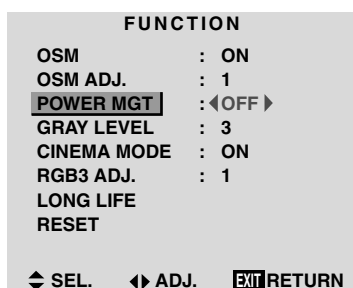 FUNCTION
OSM : ON
OSM ADJ. : 1
POWER MGT : OFF
GRAY LEVEL : 3
CINEMA MODE : ON
RGB3 ADJ. : 1
LONG LIFE
RESET
SEL. ADJ. EXIT RETURN